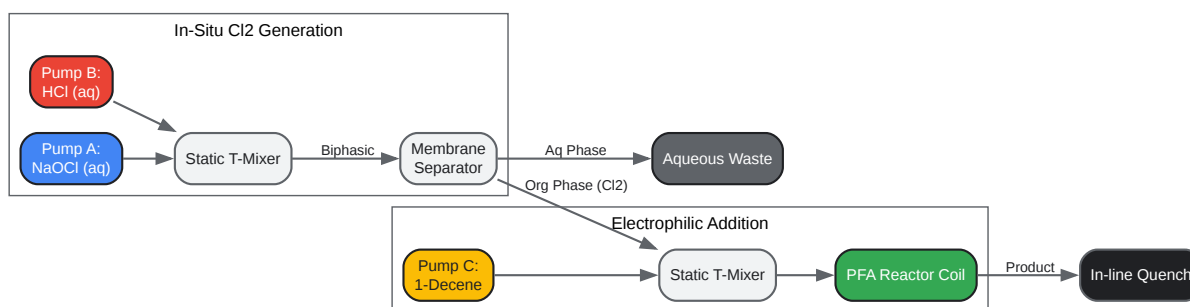 In-Situ Cl2 Generation
Pump B:
HCl (aq)
Pump A:
NaOCl (aq)
Static T-Mixer
Biphasic
Membrane
Separator
Aq Phase
Aqueous Waste
Org Phase (Cl2)
Electrophilic Addition
Pump C:
1-Decene
Static T-Mixer
PFA Reactor Coil
Product
In-line Quench